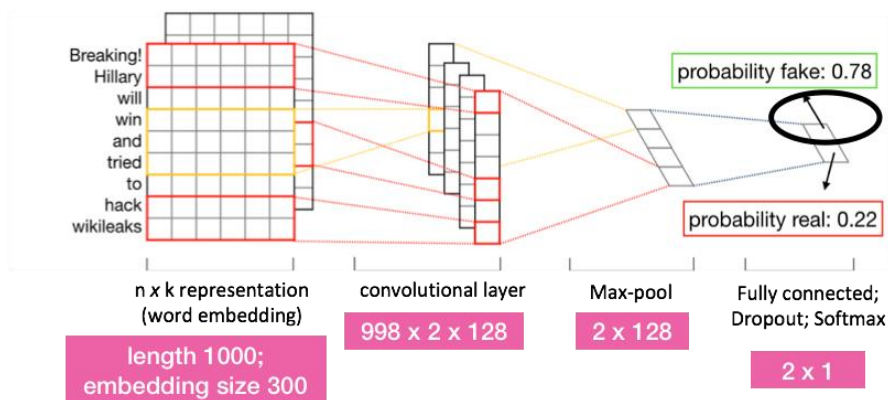 Breaking!
Hillary
will
win
and
tried
to
hack
wikileaks
probability fake: 0.78
probability real: 0.22
n x k representation
(word embedding)
length 1000;
embedding size 300
convolutional layer
998 x 2 x 128
Max-pool
2 x 128
Fully connected;
Dropout; Softmax
2 x 1